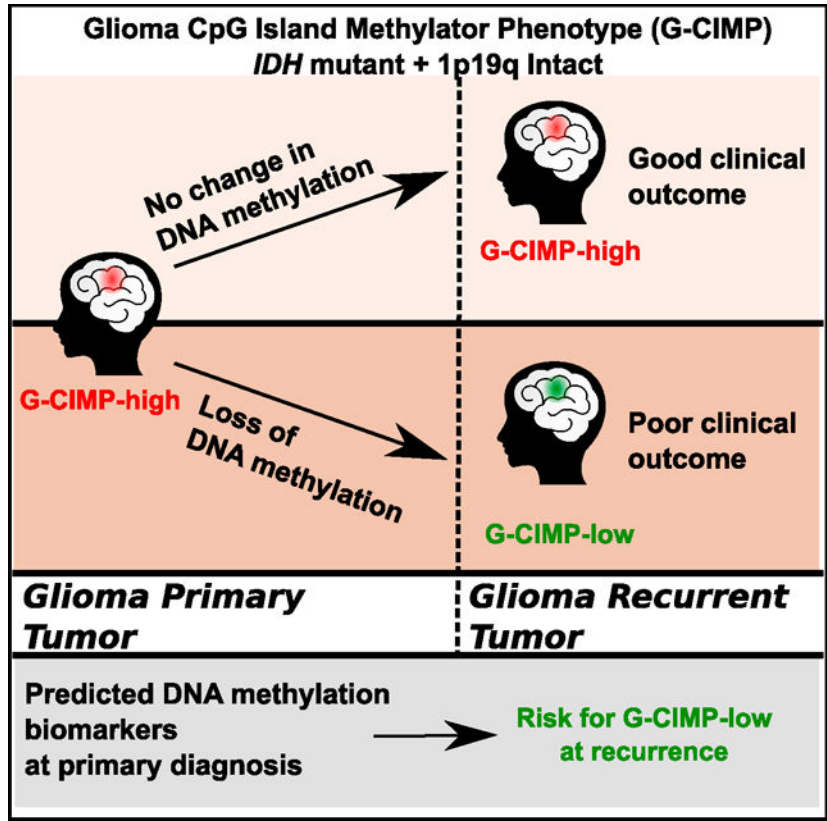 Glioma CpG Island Methylator Phenotype (G-CIMP)
IDH mutant + 1p19q Intact
No change in
DNA methylation
Good clinical
outcome
G-CIMP-high
G-CIMP-high
Loss of
DNA methylation
Poor clinical
outcome
G-CIMP-low
Glioma Primary
Tumor
Glioma Recurrent
Tumor
Predicted DNA methylation
biomarkers
at primary diagnosis
Risk for G-CIMP-low
at recurrence